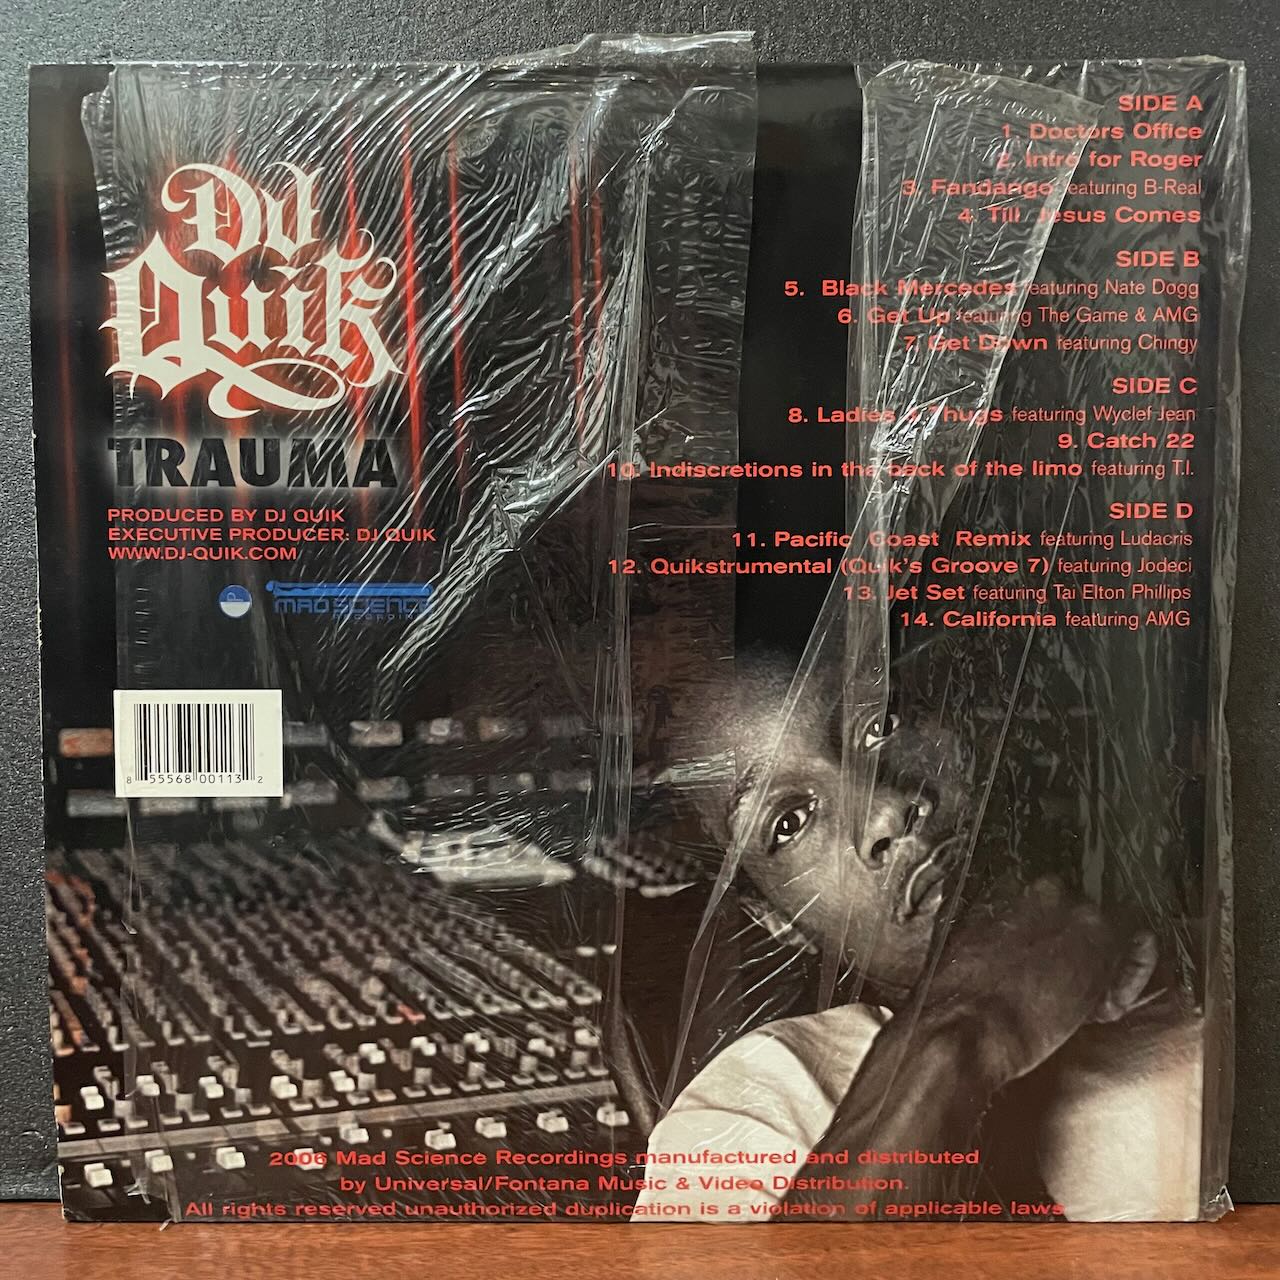 DJ
Quik
TRAUMA
PRODUCED BY DJ QUIK
EXECUTIVE PRODUCER: DJ QUIK
WWW.DJ-QUIK.COM
MAD SCIENCE
RECORDINGS
8 55568 00113 2
SIDE A
1. Doctors Office
2. Intro for Roger
3. Fandango featuring B-Real
4. Till Jesus Comes
SIDE B
5. Black Mercedes featuring Nate Dogg
6. Get Up featuring The Game & AMG
7. Get Down featuring Chingy
SIDE C
8. Ladies & Thugs featuring Wyclef Jean
9. Catch 22
10. Indiscretions in the back of the limo featuring T.I.
SIDE D
11. Pacific Coast Remix featuring Ludacris
12. Quikstrumental (Quik's Groove 7) featuring Jodeci
13. Jet Set featuring Tai Elton Phillips
14. California featuring AMG
2006 Mad Science Recordings manufactured and distributed
by Universal/Fontana Music & Video Distribution.
All rights reserved unauthorized duplication is a violation of applicable laws